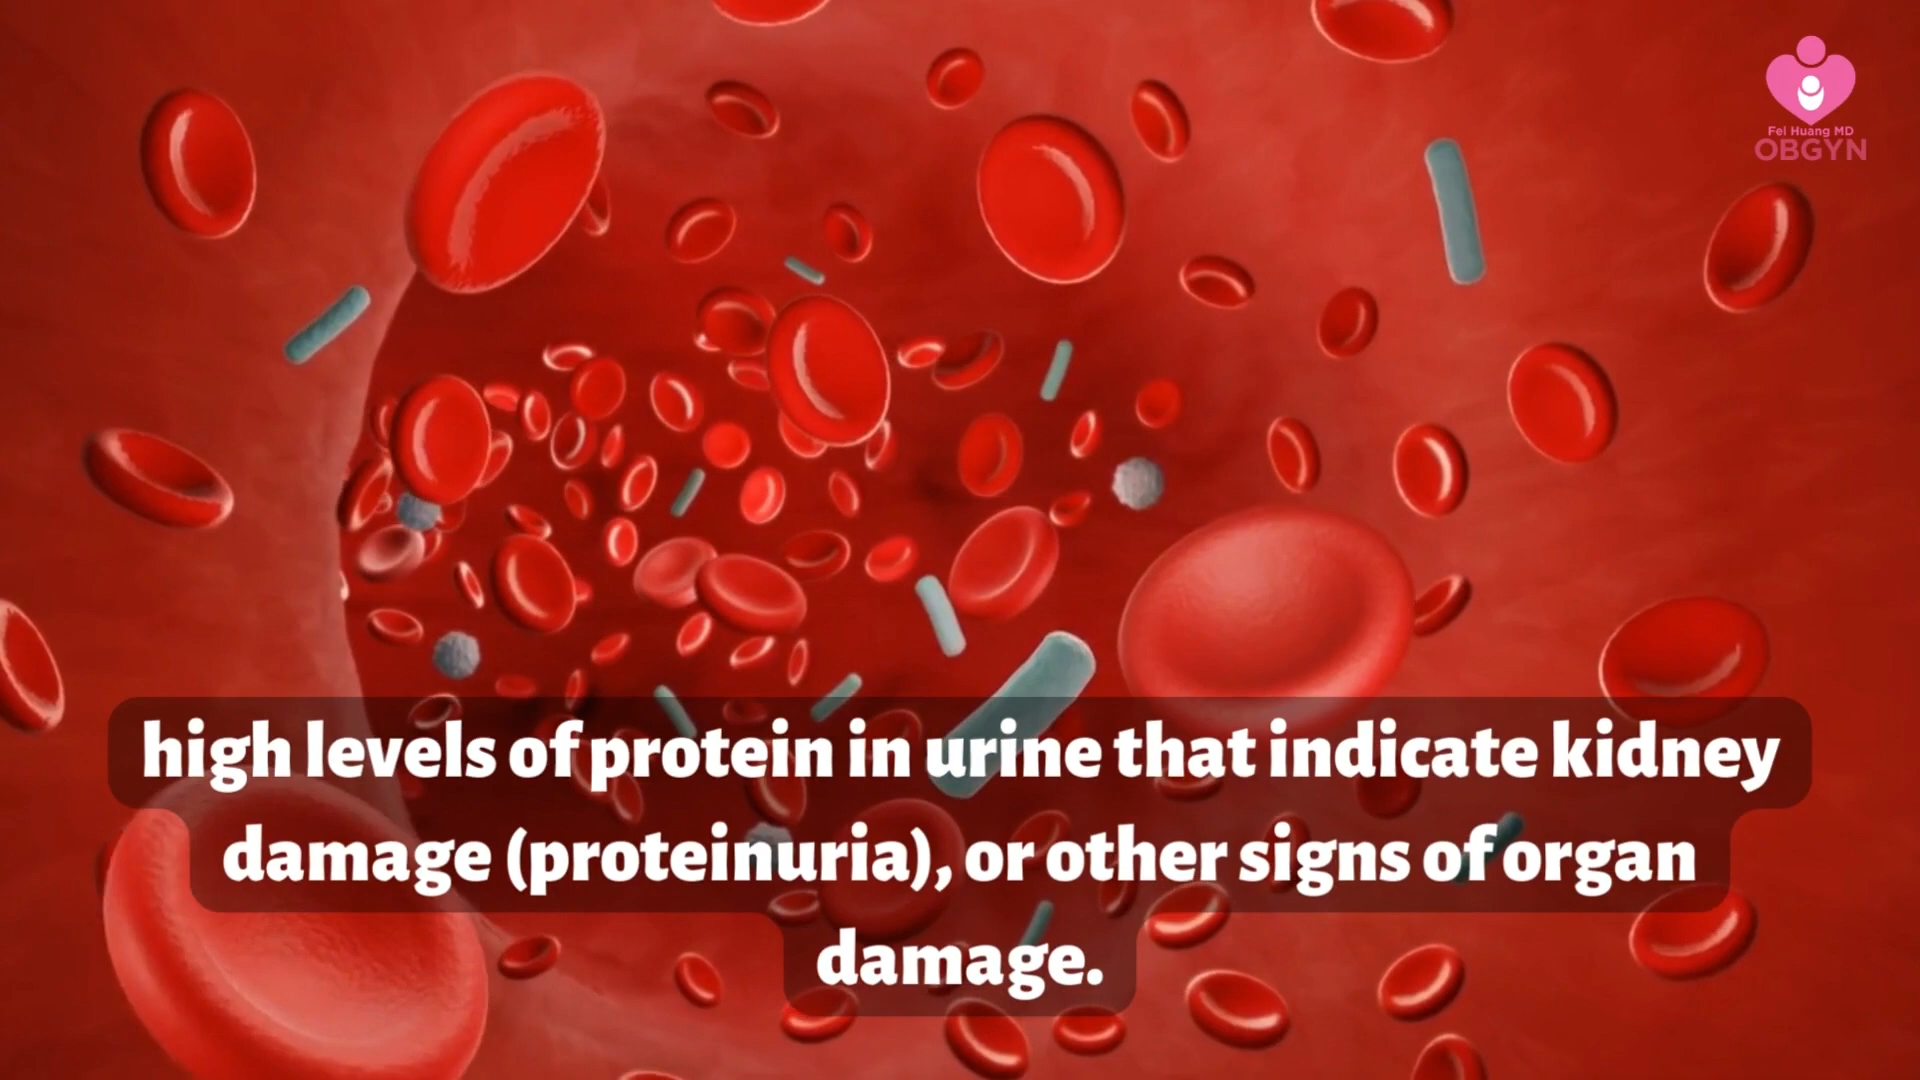 Fei Huang MD
OBGYN
high levels of protein in urine that indicate kidney
damage (proteinuria), or other signs of organ
damage.